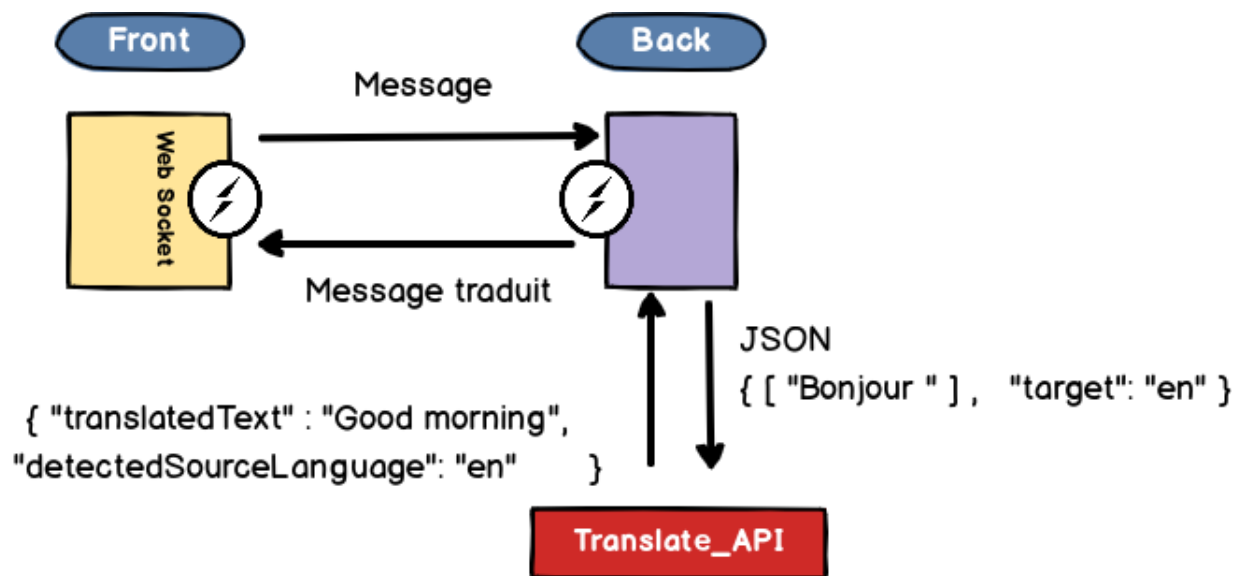 Front
Back
Message
Web Socket
Message traduit
JSON
{ [ "Bonjour " ] , "target": "en" }
{ "translatedText" : "Good morning",
"detectedSourceLanguage": "en" }
Translate_API